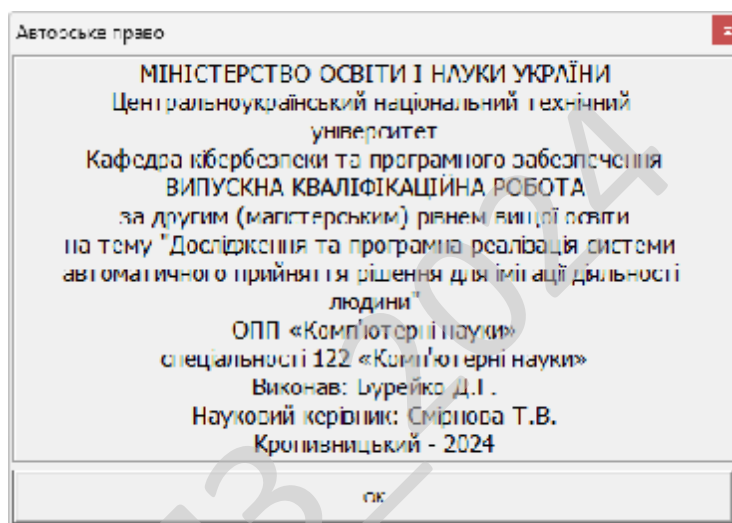 Авторське право
МІНІСТЕРСТВО ОСВІТИ І НАУКИ УКРАЇНИ
Центральноукраїнський національний технічний
університет
Кафедра кібербезпеки та програмного забезпечення
ВИПУСКНА КВАЛІФІКАЦІЙНА РОБОТА
за другим (магістерським) рівнем вищої освіти
на тему "Дослідження та програмна реалізація системи
автоматичного прийняття рішення для імітації діяльності
людини"
ОПП «Комп'ютерні науки»
спеціальності 122 «Комп'ютерні науки»
Виконав: Бурейко
Науковий керівник: Смірнова Т.В.
Кропивницький - 2024
ОК